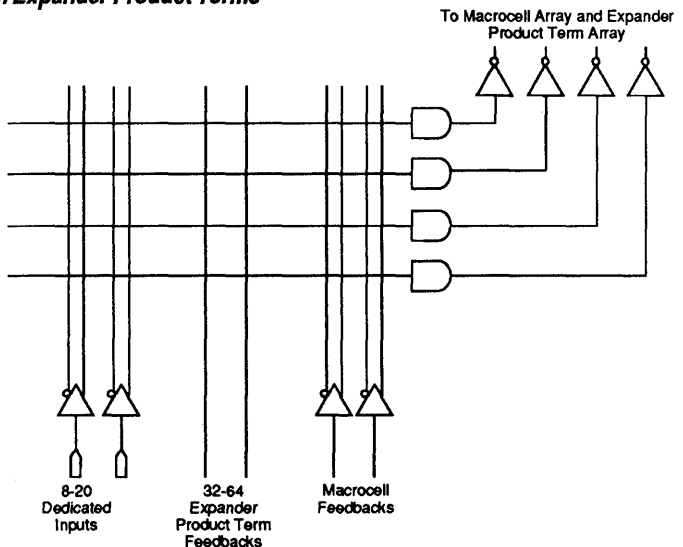 Expander Product Terms
To Macrocell Array and Expander
Product Term Array
8-20
Dedicated
Inputs
32-64
Expander
Product Term
Feedbacks
Macrocell
Feedbacks